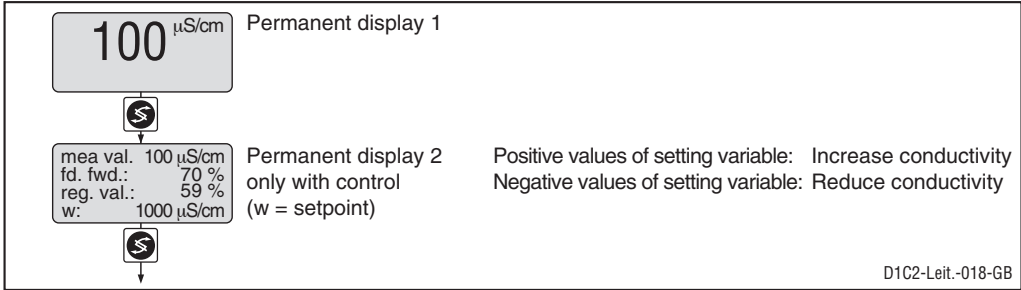 100 µS/cm
Permanent display 1
mea val. 100 µS/cm
fd. fwd.: 70 %
reg. val.: 59 %
w: 1000 µS/cm
Permanent display 2
only with control
(w = setpoint)
Positive values of setting variable: Increase conductivity
Negative values of setting variable: Reduce conductivity
D1C2-Leit.-018-GB